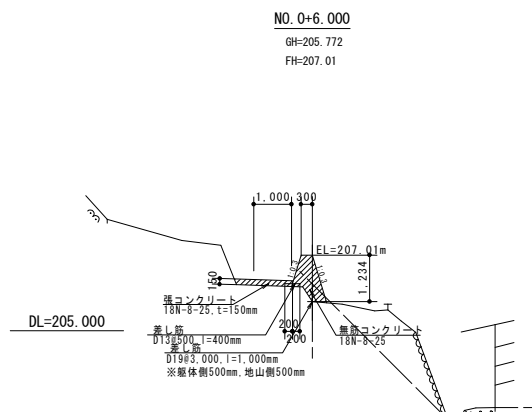 NO. 0+6.000
GH=205.772
FH=207.01
1,000 300
EL=207.01m
1:0.3
1:0.3
150
1,234
張コンクリート
18N-8-25, t=150mm
DL=205.000
差し筋
D13@500, l=400mm
200
200
無筋コンクリート
18N-8-25
差し筋
D19@3,000, l=1,000mm
※躯体側500mm, 地山側500mm